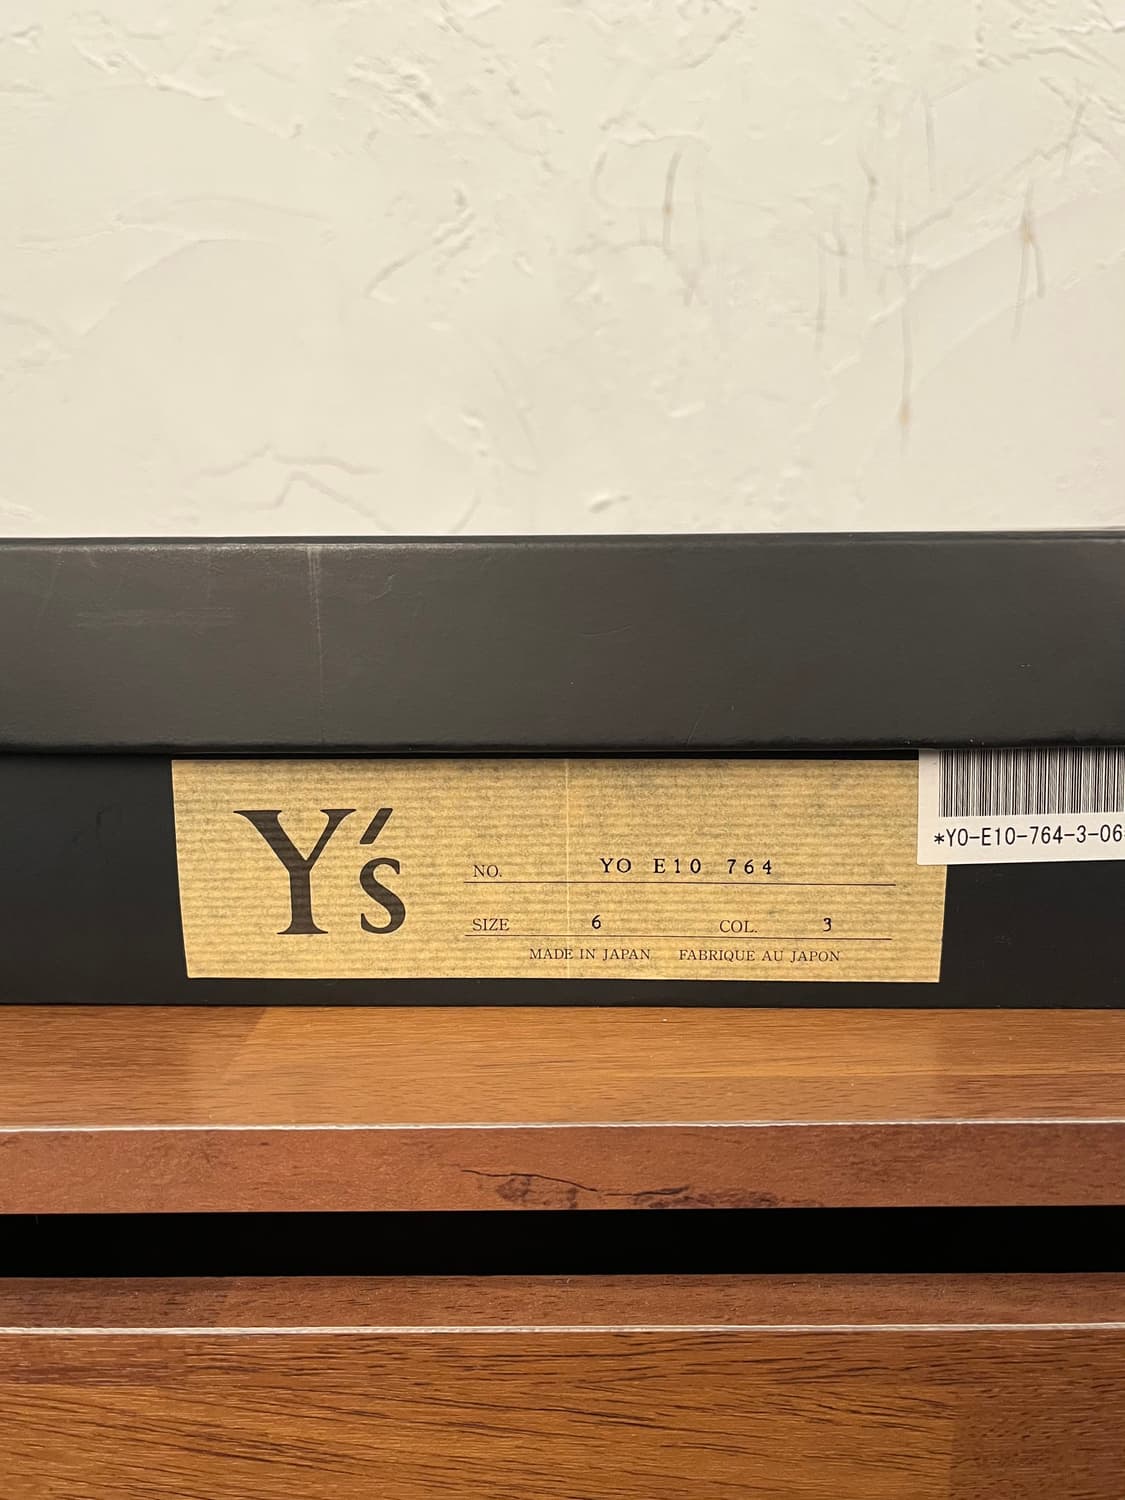 Y's
NO. YO E10 764
SIZE 6 COL. 3
MADE IN JAPAN FABRIQUE AU JAPON
*YO-E10-764-3-06